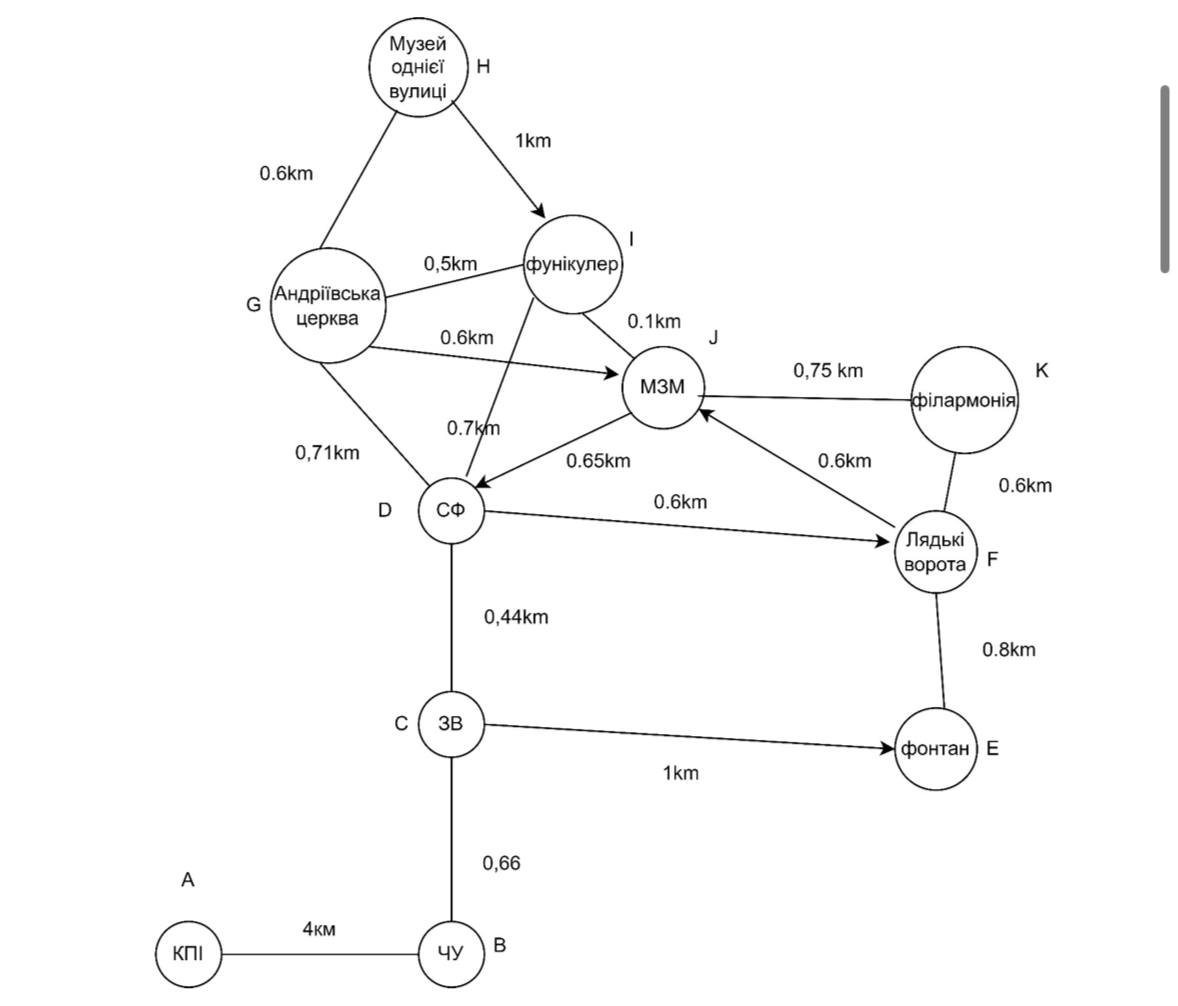 Музей
однієї
вулиці
H
1km
0.6km
I
фунікулер
0,5km
G
Андріївська
церква
0.1km
J
0.6km
МЗМ
0,75 km
K
філармонія
0.7km
0,71km
0.65km
0.6km
0.6km
D
СФ
0.6km
Лядькі
ворота
F
0,44km
0.8km
C
ЗВ
фонтан
E
1km
0,66
A
4км
КПІ
ЧУ
B